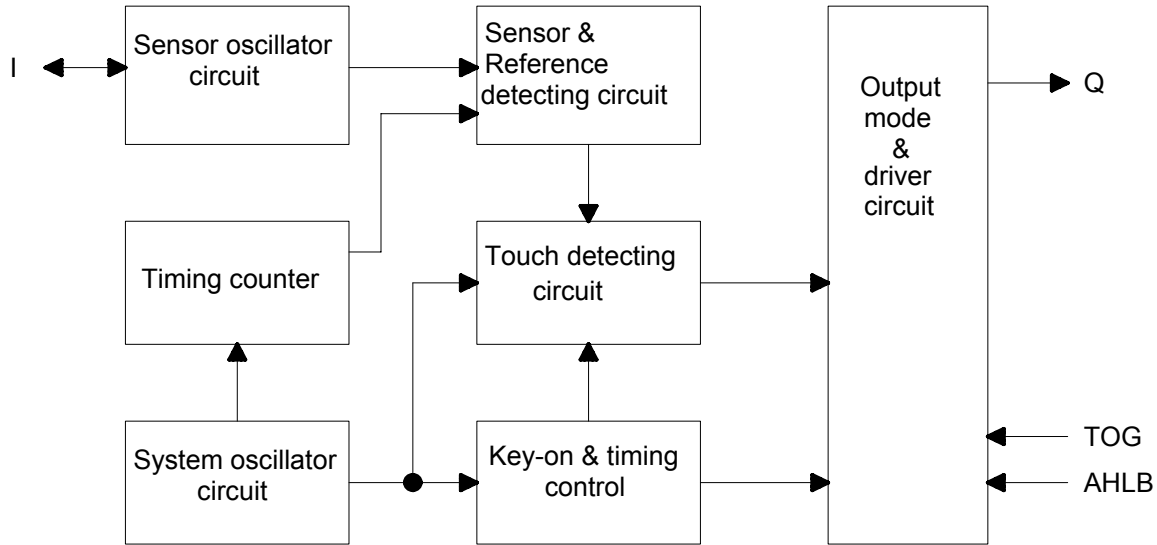 I
Sensor oscillator
circuit
Sensor &
Reference
detecting circuit
Output
mode
&
driver
circuit
Q
Timing counter
Touch detecting
circuit
System oscillator
circuit
Key-on & timing
control
TOG
AHLB